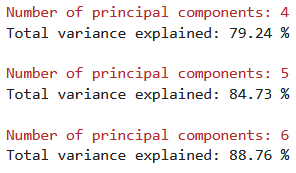 Number of principal components: 4
Total variance explained: 79.24 %
Number of principal components: 5
Total variance explained: 84.73 %
Number of principal components: 6
Total variance explained: 88.76 %